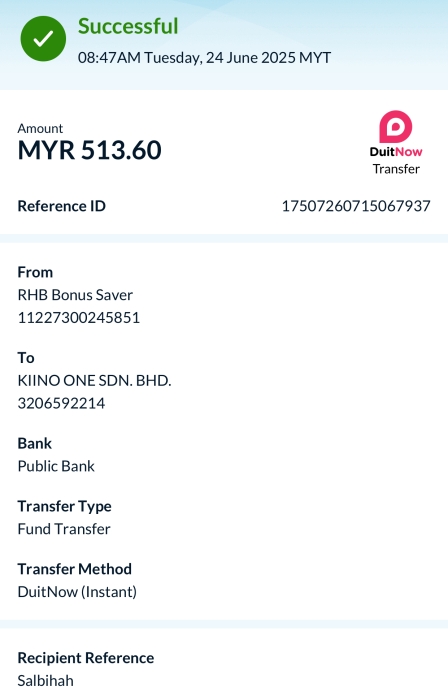 Successful
08:47AM Tuesday, 24 June 2025 MYT
Amount
MYR 513.60
DuitNow
Transfer
Reference ID
17507260715067937
From
RHB Bonus Saver
11227300245851
To
KIINO ONE SDN. BHD.
3206592214
Bank
Public Bank
Transfer Type
Fund Transfer
Transfer Method
DuitNow (Instant)
Recipient Reference
Salbihah